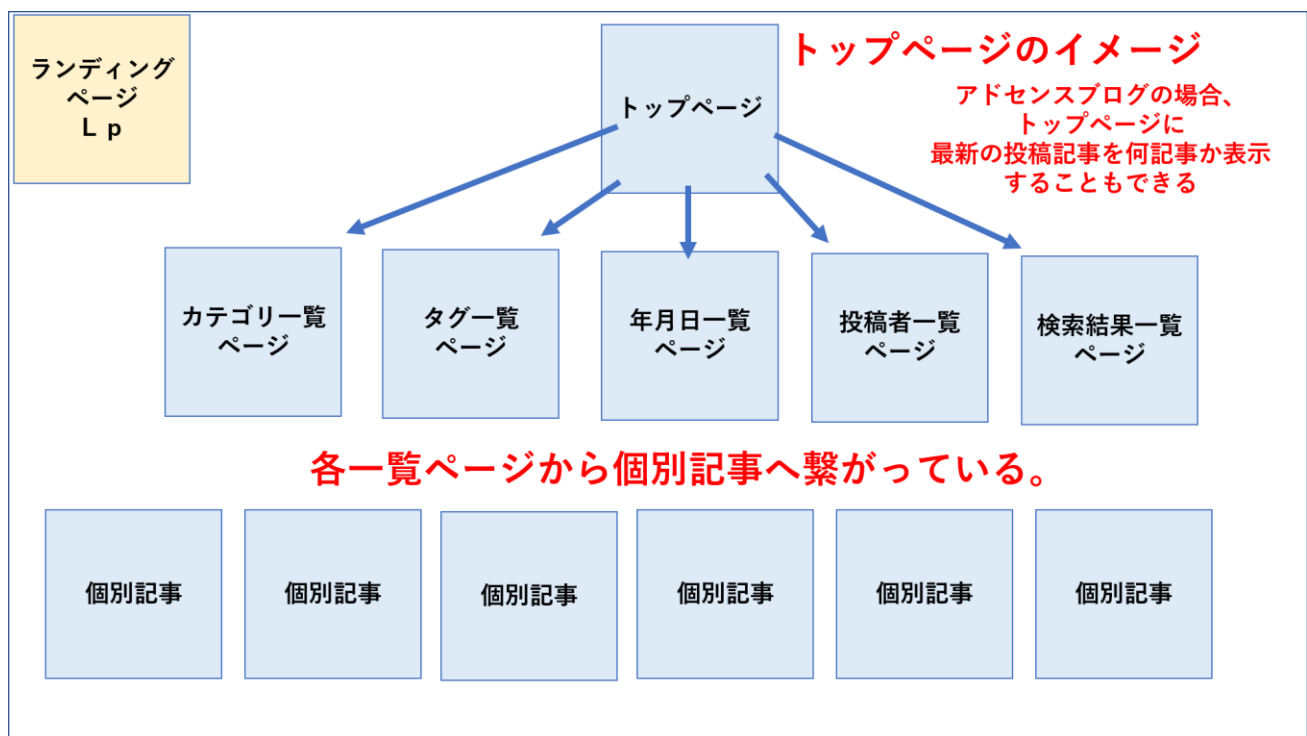 ランディング
ページ
Ｌｐ
トップページ
トップページのイメージ
アドセンスブログの場合、
トップページに
最新の投稿記事を何記事か表示
することもできる
カテゴリ一覧
ページ
タグ一覧
ページ
年月日一覧
ページ
投稿者一覧
ページ
検索結果一覧
ページ
各一覧ページから個別記事へ繋がっている。
個別記事
個別記事
個別記事
個別記事
個別記事
個別記事